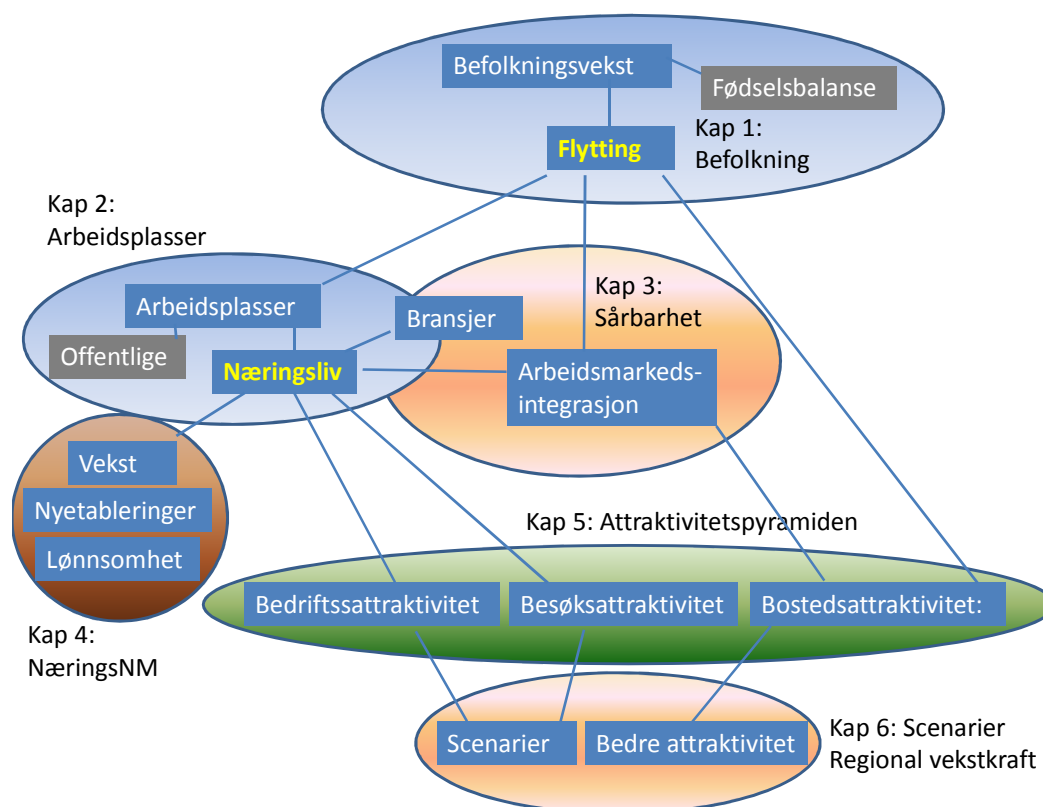 Befolkningsvekst
Fødselsbalanse
Kap 1:
Befolkning
Flytting
Kap 2:
Arbeidsplasser
Arbeidsplasser
Offentlige
Næringsliv
Bransjer
Kap 3:
Sårbarhet
Arbeidsmarkeds-
integrasjon
Vekst
Nyetableringer
Lønnsomhet
Kap 4:
NæringsNM
Kap 5: Attraktivitetspyramiden
Bedriftssattraktivitet
Besøksattraktivitet
Bostedsattraktivitet:
Scenarier
Bedre attraktivitet
Kap 6: Scenarier
Regional vekstkraft